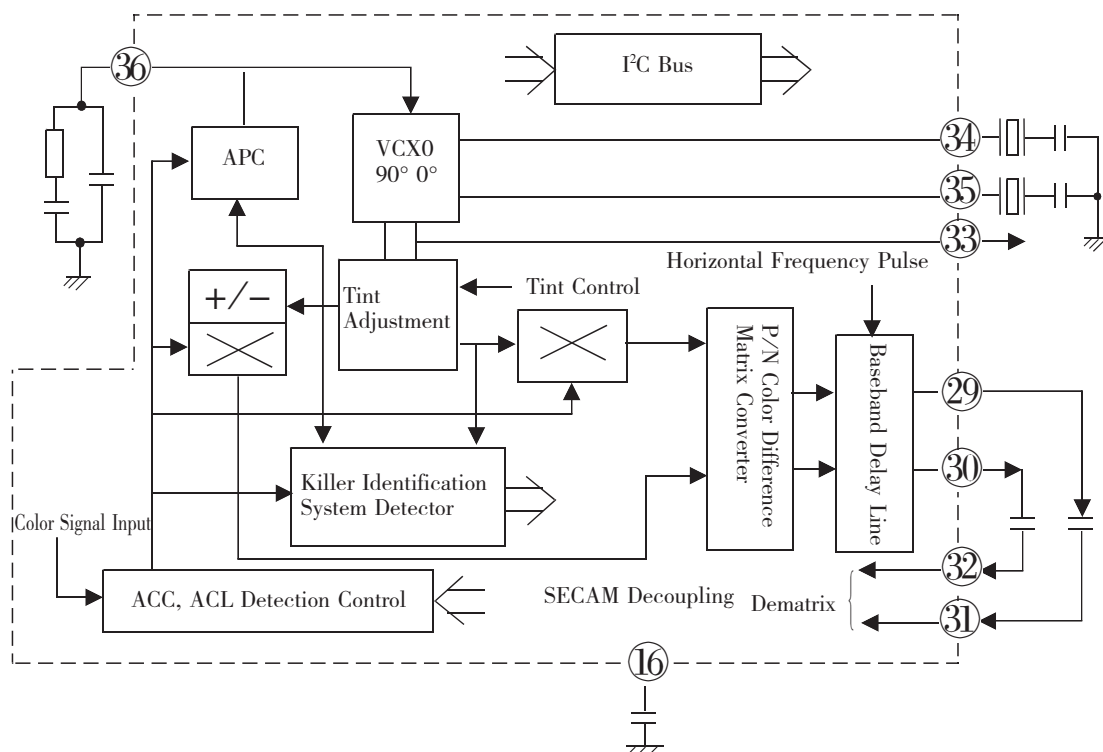 36
I²C Bus
APC
VCX0
90° 0°
34
35
33
Horizontal Frequency Pulse
+/−
Tint
Adjustment
Tint Control
P/N Color Difference
Matrix Converter
Baseband Delay Line
29
30
Killer Identification
System Detector
Color Signal Input
ACC, ACL Detection Control
SECAM Decoupling
Dematrix
32
31
16